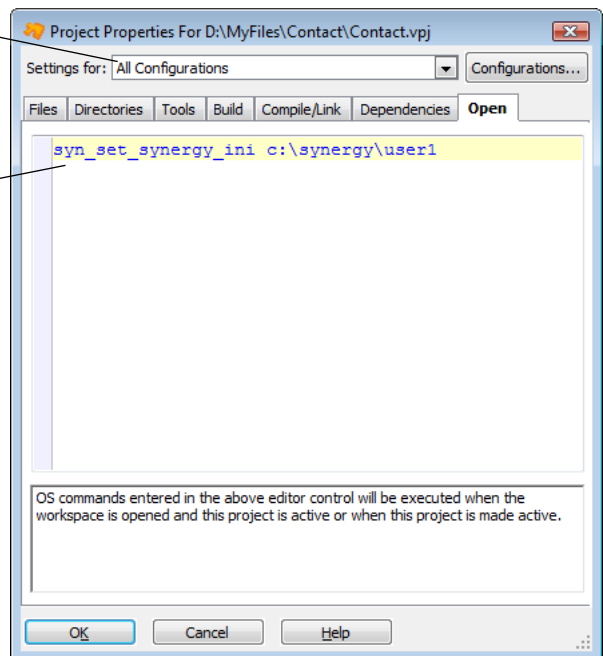 Project Properties For D:\MyFiles\Contact\Contact.vpj
Settings for: All Configurations Configurations...
Files Directories Tools Build Compile/Link Dependencies Open
syn_set_synergy_ini c:\synergy\user1
OS commands entered in the above editor control will be executed when the
workspace is opened and this project is active or when this project is made active.
OK Cancel Help